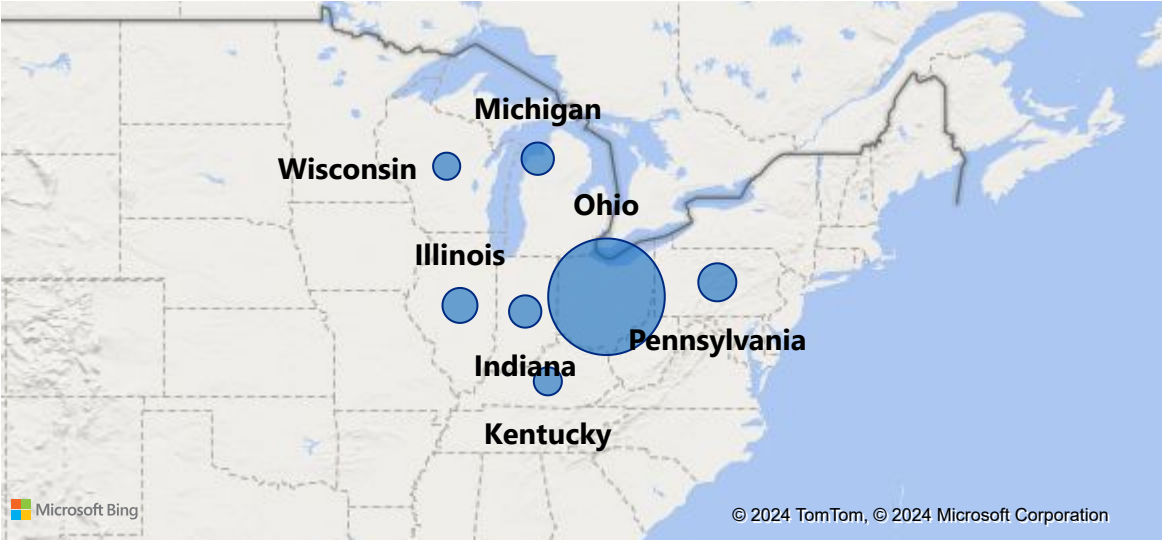 Michigan
Wisconsin
Ohio
Illinois
Pennsylvania
Indiana
Kentucky
Microsoft Bing
© 2024 TomTom, © 2024 Microsoft Corporation